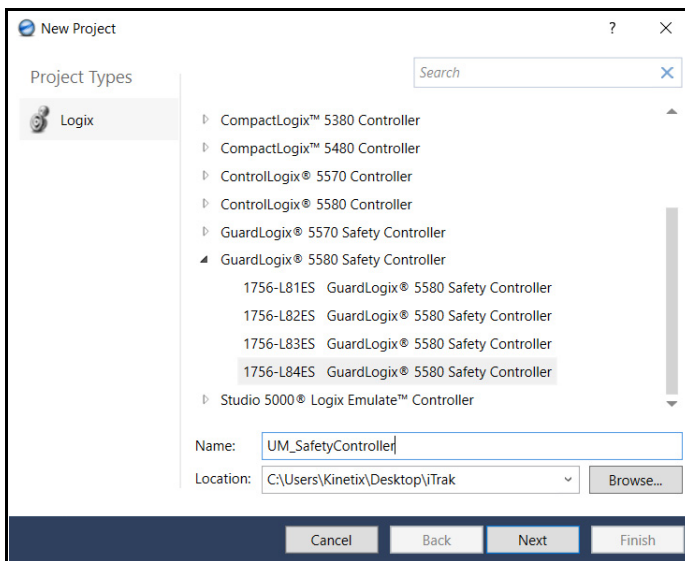 New Project
?
Project Types
Search
Logix
CompactLogix™ 5380 Controller
CompactLogix™ 5480 Controller
ControlLogix® 5570 Controller
ControlLogix® 5580 Controller
GuardLogix® 5570 Safety Controller
GuardLogix® 5580 Safety Controller
1756-L81ES GuardLogix® 5580 Safety Controller
1756-L82ES GuardLogix® 5580 Safety Controller
1756-L83ES GuardLogix® 5580 Safety Controller
1756-L84ES GuardLogix® 5580 Safety Controller
Studio 5000® Logix Emulate™ Controller
Name: UM_SafetyController
Location: C:\Users\Kinetix\Desktop\iTrak Browse...
Cancel Back Next Finish